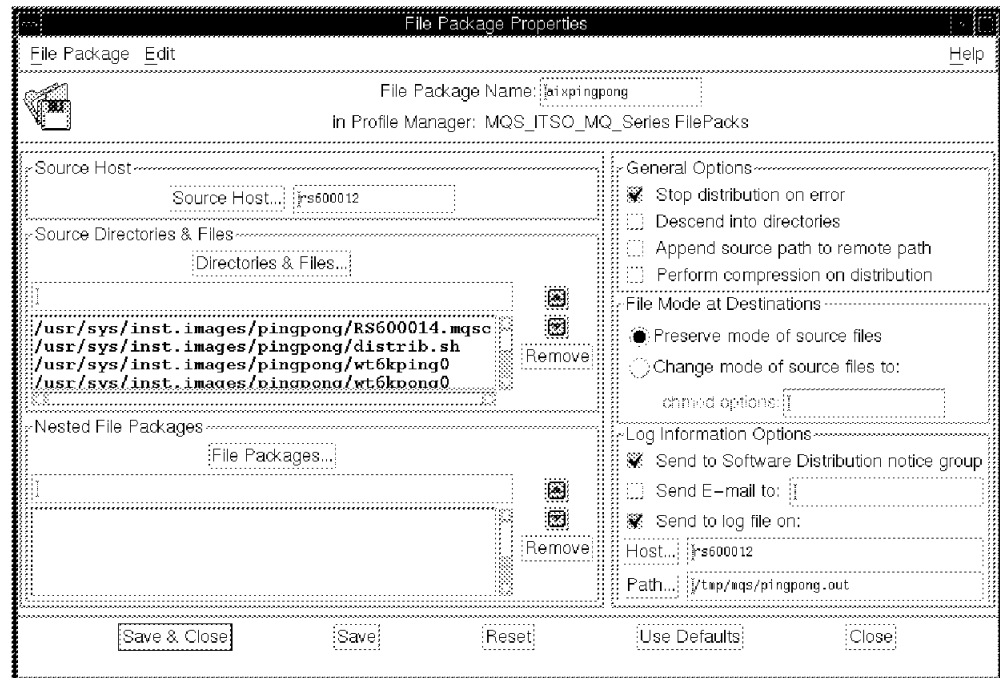 File Package Properties
File Package Edit Help
File Package Name: aixpingpong
in Profile Manager: MQS_ITSO_MQ_Series FilePacks
Source Host
Source Host... rs600012
Source Directories & Files
Directories & Files...
/usr/sys/inst.images/pingpong/RS600014.mqsc
/usr/sys/inst.images/pingpong/distrib.sh
/usr/sys/inst.images/pingpong/wt6kping0
/usr/sys/inst.images/pingpong/wt6kpong0
Remove
Nested File Packages
File Packages...
Remove
General Options
Stop distribution on error
Descend into directories
Append source path to remote path
Perform compression on distribution
File Mode at Destinations
Preserve mode of source files
Change mode of source files to:
chmod options:
Log Information Options
Send to Software Distribution notice group
Send E-mail to:
Send to log file on:
Host... rs600012
Path... /tmp/mqs/pingpong.out
Save & Close Save Reset Use Defaults Close